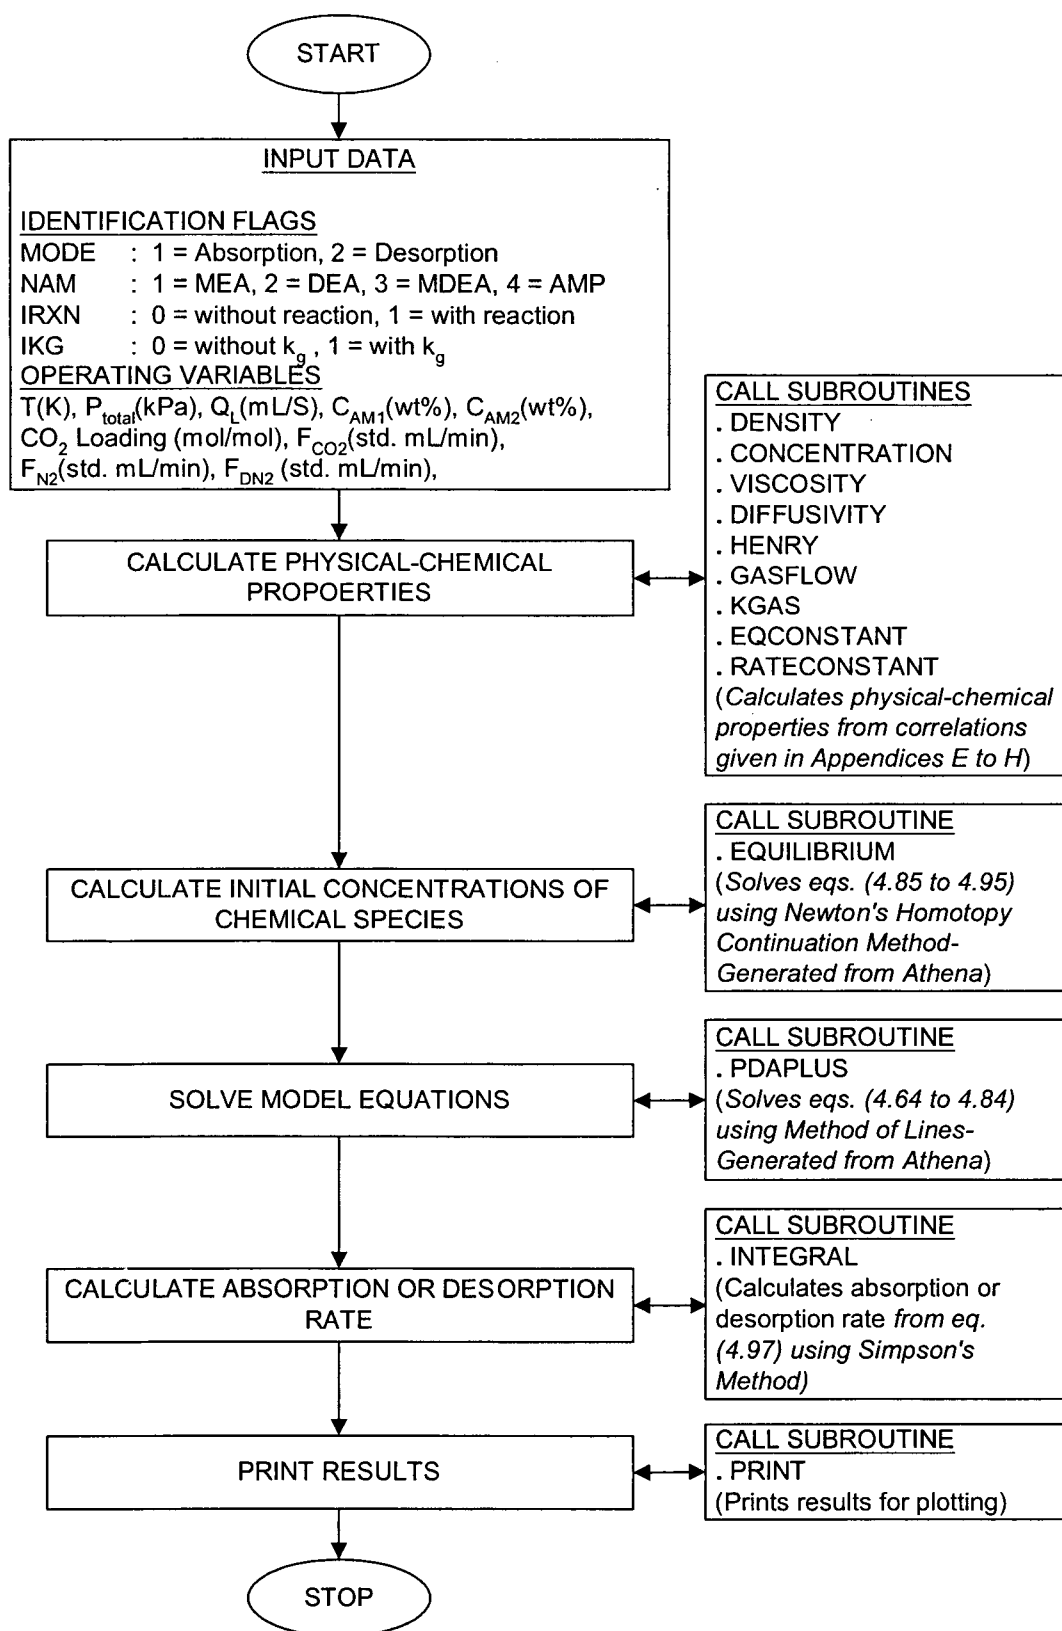 START
INPUT DATA
IDENTIFICATION FLAGS
MODE : 1 = Absorption, 2 = Desorption
NAM : 1 = MEA, 2 = DEA, 3 = MDEA, 4 = AMP
IRXN : 0 = without reaction, 1 = with reaction
IKG : 0 = without kg , 1 = with kg
OPERATING VARIABLES
T(K), Ptotal(kPa), QL(mL/S), CAM1(wt%), CAM2(wt%),
CO2 Loading (mol/mol), FCO2(std. mL/min),
FN2(std. mL/min), FDN2 (std. mL/min),
CALCULATE PHYSICAL-CHEMICAL
PROPOERTIES
CALL SUBROUTINES
. DENSITY
. CONCENTRATION
. VISCOSITY
. DIFFUSIVITY
. HENRY
. GASFLOW
. KGAS
. EQCONSTANT
. RATECONSTANT
(Calculates physical-chemical
properties from correlations
given in Appendices E to H)
CALCULATE INITIAL CONCENTRATIONS OF
CHEMICAL SPECIES
CALL SUBROUTINE
. EQUILIBRIUM
(Solves eqs. (4.85 to 4.95)
using Newton's Homotopy
Continuation Method-
Generated from Athena)
SOLVE MODEL EQUATIONS
CALL SUBROUTINE
. PDAPLUS
(Solves eqs. (4.64 to 4.84)
using Method of Lines-
Generated from Athena)
CALCULATE ABSORPTION OR DESORPTION
RATE
CALL SUBROUTINE
. INTEGRAL
(Calculates absorption or
desorption rate from eq.
(4.97) using Simpson's
Method)
PRINT RESULTS
CALL SUBROUTINE
. PRINT
(Prints results for plotting)
STOP